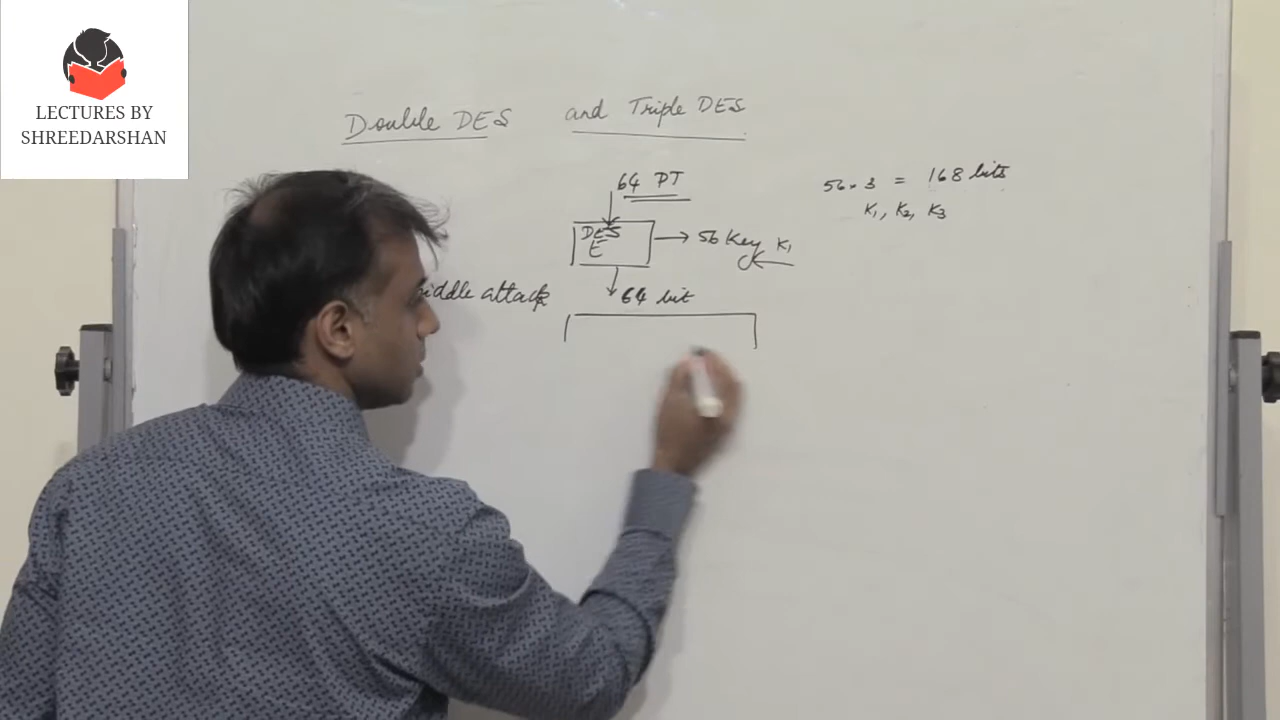 LECTURES BY
SHREEDARSHAN
Double DES and Triple DES
64 PT
DES
E
56 Key K1
middle attack
64 bit
56 × 3 = 168 bits
K1, K2, K3